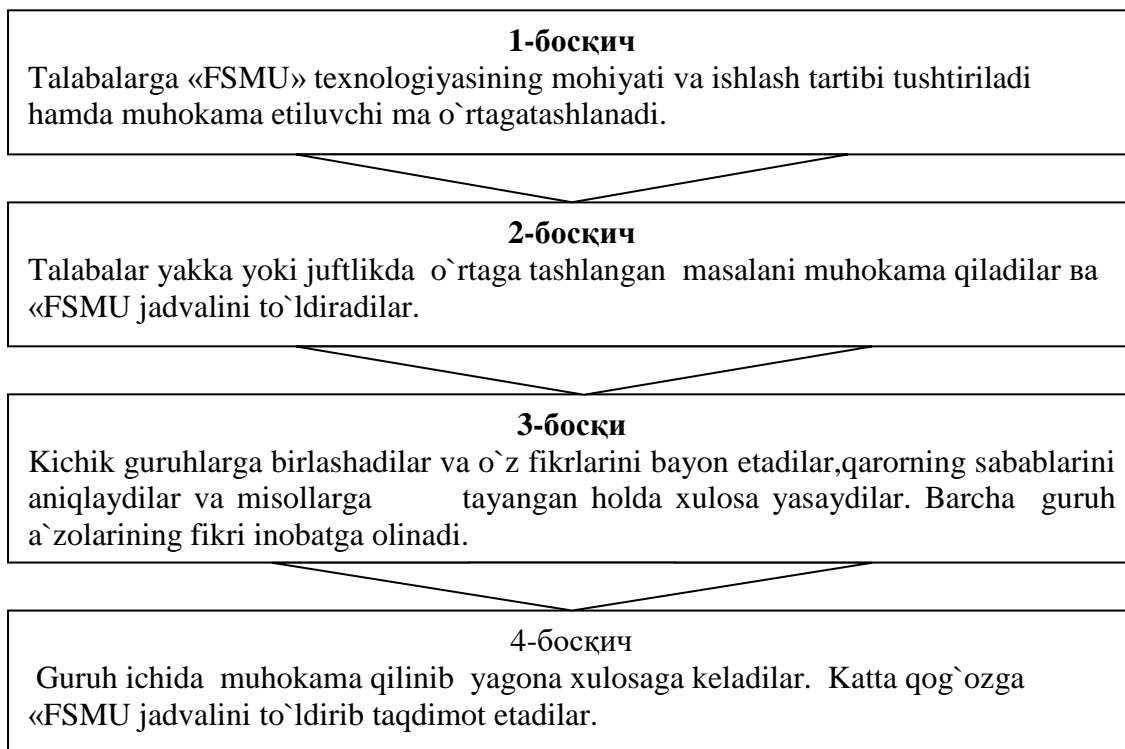 1-босқич
Talabalarga «FSMU» texnologiyasining mohiyati va ishlash tartibi tushtiriladi
hamda muhokama etiluvchi ma o`rtagatashlanadi.
2-босқич
Talabalar yakka yoki juftlikda o`rtaga tashlangan masalani muhokama qiladilar ва
«FSMU jadvalini to`ldiradilar.
3-босқи
Kichik guruhlarga birlashadilar va o`z fikrlarini bayon etadilar,qarorning sabablarini
aniqlaydilar va misollarga tayangan holda xulosa yasaydilar. Barcha guruh
a`zolarining fikri inobatga olinadi.
4-босқич
Guruh ichida muhokama qilinib yagona xulosaga keladilar. Katta qog`ozga
«FSMU jadvalini to`ldirib taqdimot etadilar.